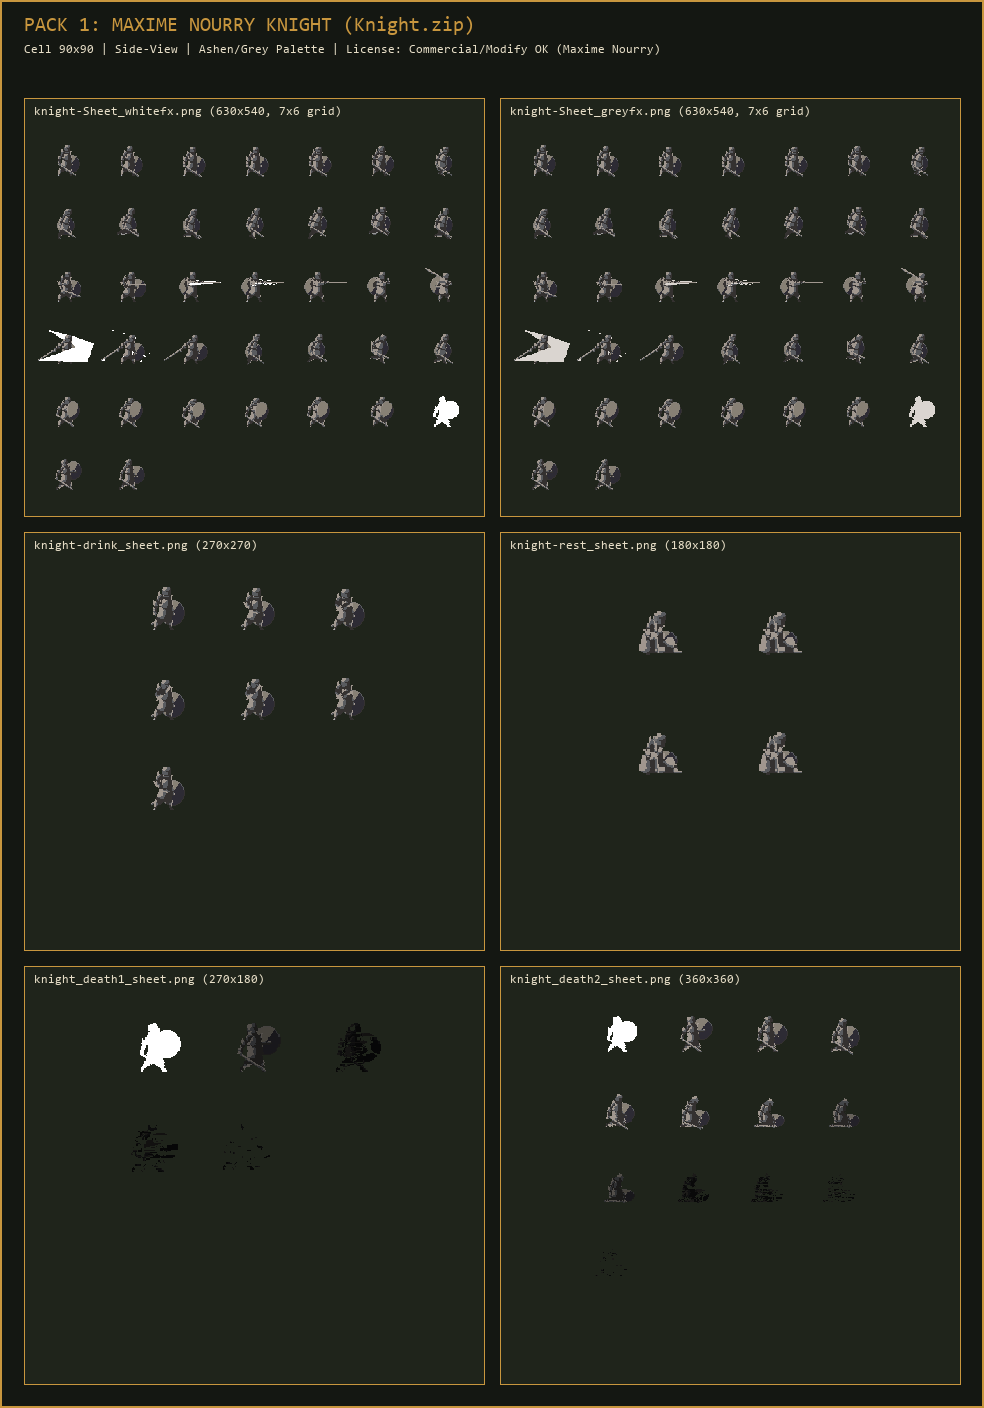 PACK 1: MAXIME NOURRY KNIGHT (Knight.zip)
Cell 90x90 | Side-View | Ashen/Grey Palette | License: Commercial/Modify OK (Maxime Nourry)
knight-Sheet_whitefx.png (630x540, 7x6 grid)
knight-Sheet_greyfx.png (630x540, 7x6 grid)
knight-drink_sheet.png (270x270)
knight-rest_sheet.png (180x180)
knight_death1_sheet.png (270x180)
knight_death2_sheet.png (360x360)